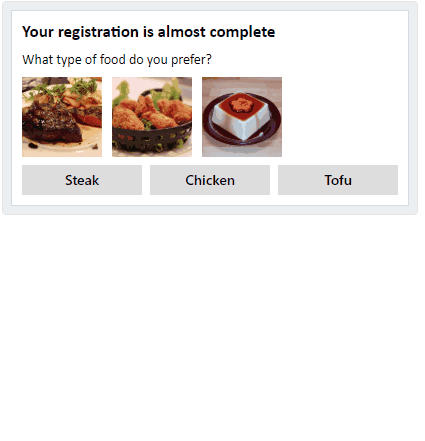 Your registration is almost complete
What type of food do you prefer?
Steak
Chicken
Tofu